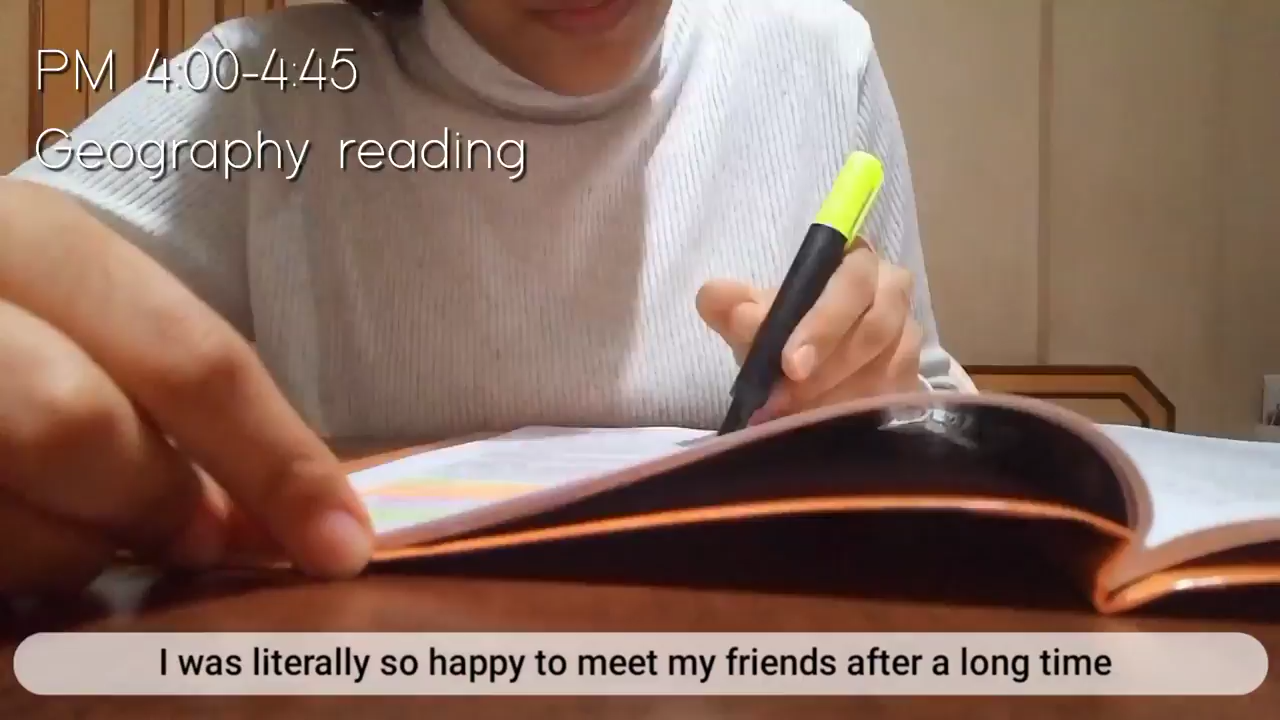 PM 4:00-4:45
Geography reading
I was literally so happy to meet my friends after a long time